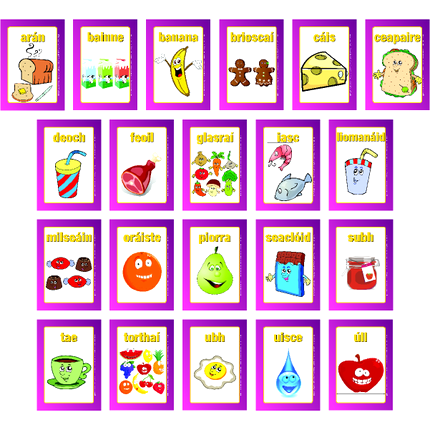 arán
bainne
banana
brioscaí
cáis
ceapaire
deoch
feoil
glasraí
iasc
líomanáid
milseáin
oráiste
piorra
seaclóid
subh
tae
torthaí
ubh
uisce
úll